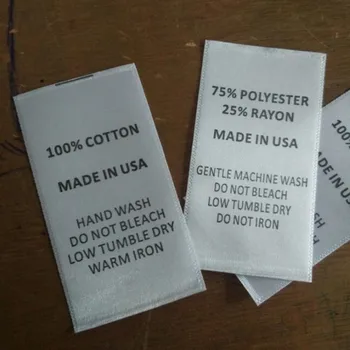 100% COTTON
MADE IN USA
HAND WASH
DO NOT BLEACH
LOW TUMBLE DRY
WARM IRON
75% POLYESTER
25% RAYON
MADE IN USA
GENTLE MACHINE WASH
DO NOT BLEACH
LOW TUMBLE DRY
DO NOT IRON